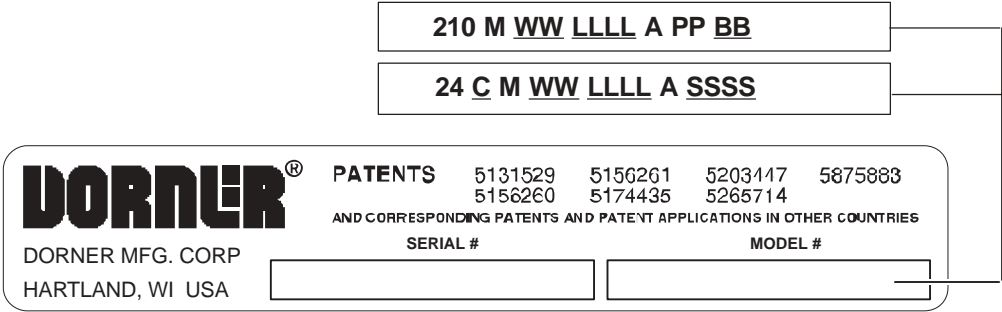 210 M WW LLLL A PP BB
24 C M WW LLLL A SSSS
DORNER®
PATENTS 5131529 5156261 5203447 5875883
5156260 5174435 5265714
AND CORRESPONDING PATENTS AND PATENT APPLICATIONS IN OTHER COUNTRIES
SERIAL # MODEL #
DORNER MFG. CORP
HARTLAND, WI USA